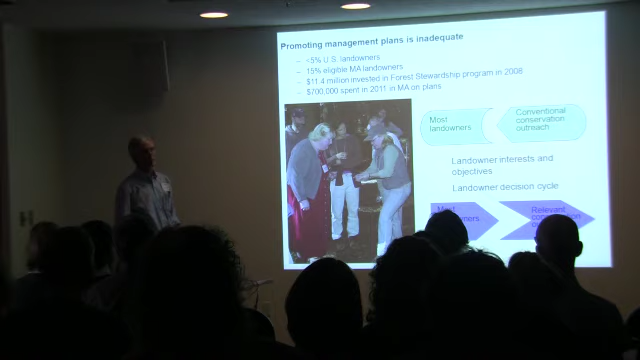 Promoting management plans is inadequate
– <5% U.S. landowners
– 15% eligible MA landowners
– $11.4 million invested in Forest Stewardship program in 2008
– $700,000 spent in 2011 in MA on plans
Most
landowners
Conventional
conservation
outreach
Landowner interests and
objectives
Landowner decision cycle
Most
Relevant